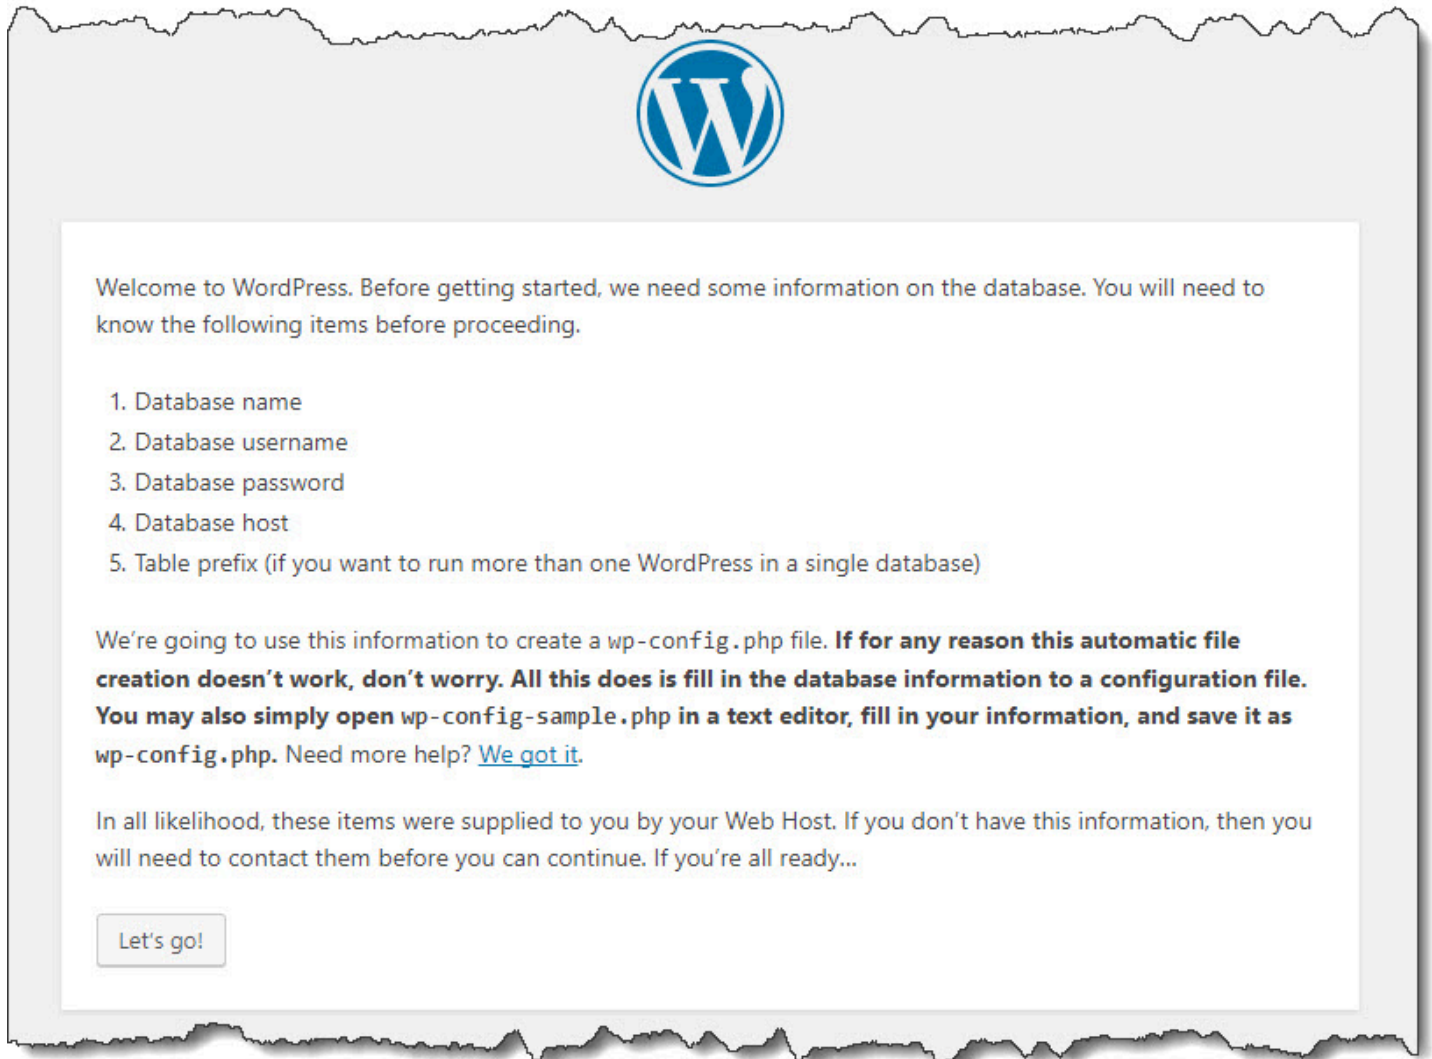 Welcome to WordPress. Before getting started, we need some information on the database. You will need to
know the following items before proceeding.
1. Database name
2. Database username
3. Database password
4. Database host
5. Table prefix (if you want to run more than one WordPress in a single database)
We’re going to use this information to create a wp-config.php file. If for any reason this automatic file
creation doesn’t work, don’t worry. All this does is fill in the database information to a configuration file.
You may also simply open wp-config-sample.php in a text editor, fill in your information, and save it as
wp-config.php. Need more help? We got it.
In all likelihood, these items were supplied to you by your Web Host. If you don’t have this information, then you
will need to contact them before you can continue. If you’re all ready…
Let’s go!